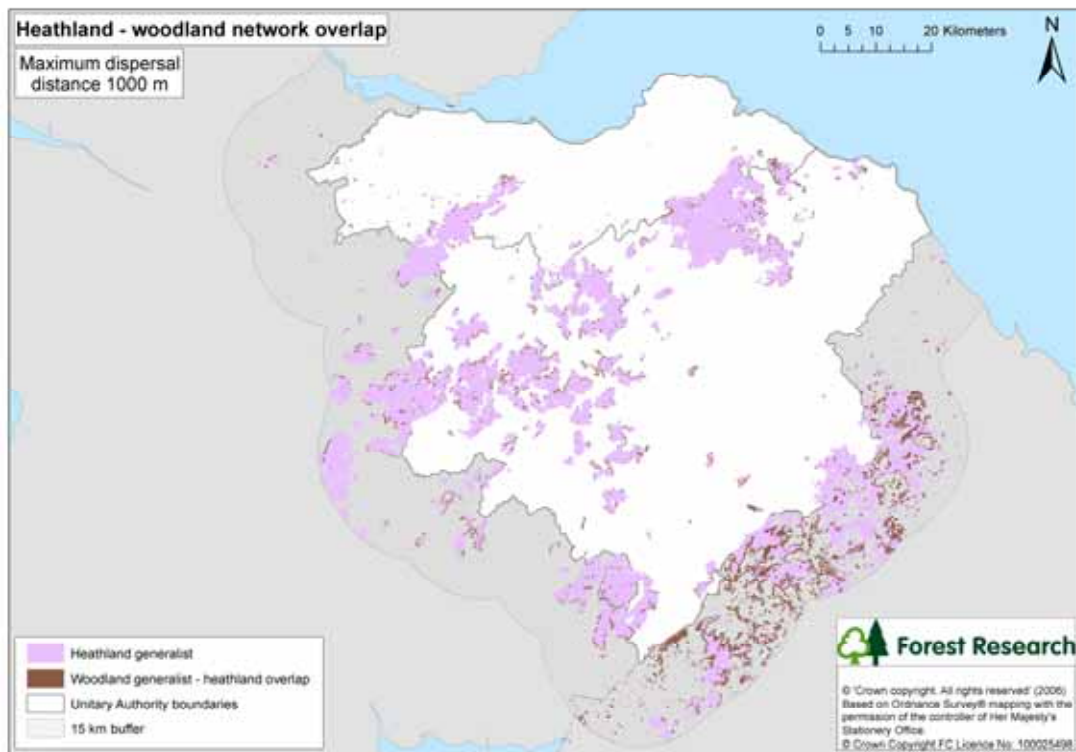 Heathland - woodland network overlap
Maximum dispersal
distance 1000 m
0 5 10 20 Kilometers
N
Heathland generalist
Woodland generalist - heathland overlap
Unitary Authority boundaries
15 km buffer
Forest Research
© 'Crown copyright. All rights reserved' (2006)
Based on Ordnance Survey® mapping with the
permission of the controller of Her Majesty's
Stationery Office.
© Crown Copyright FC Licence No: 100025498